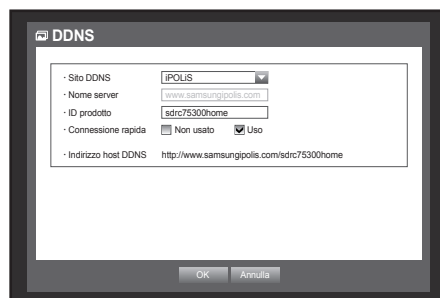 DDNS
· Sito DDNS iPOLiS
· Nome server www.samsungipolis.com
· ID prodotto sdrc75300home
· Connessione rapida Non usato Uso
· Indirizzo host DDNS http://www.samsungipolis.com/sdrc75300home
OK Annulla